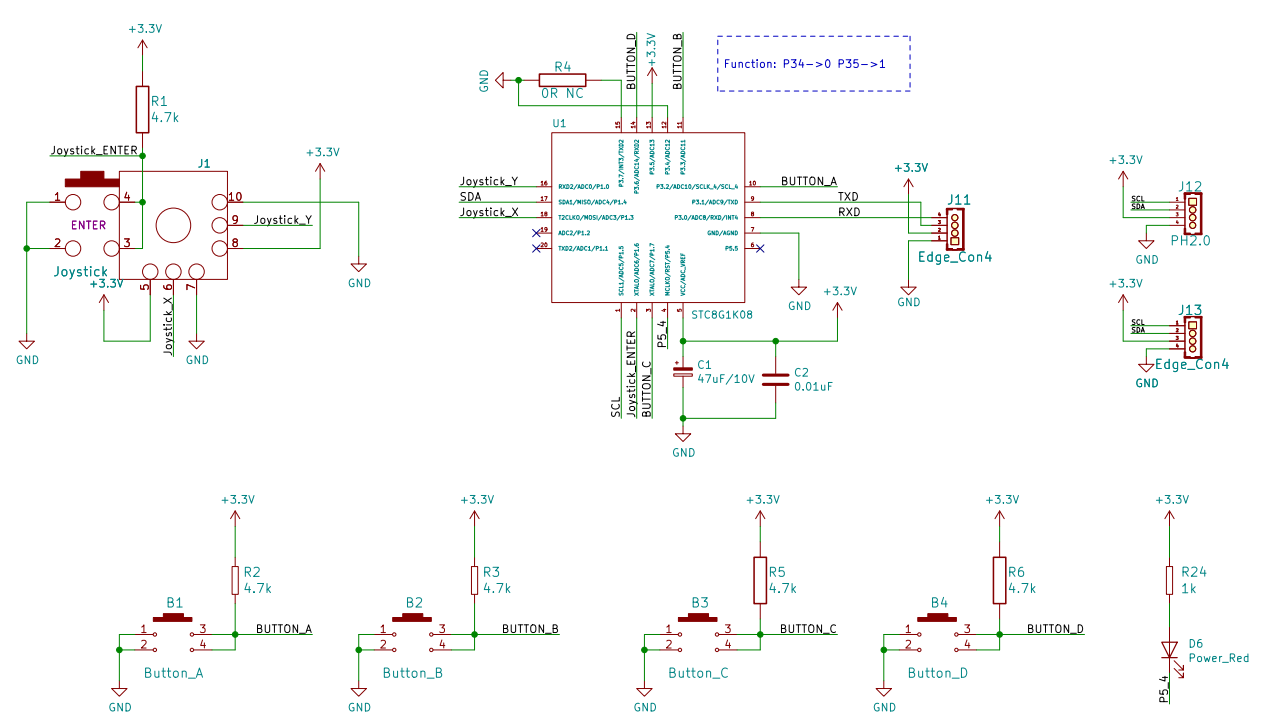 +3.3V
R1
4.7k
Joystick_ENTER
J1
+3.3V
1
4
10
ENTER
9
Joystick_Y
2
3
8
Joystick
+3.3V
5
6
7
Joystick_X
GND
GND
GND
GND
R4
0R NC
BUTTON_D
+3.3V
BUTTON_B
Function: P34->0 P35->1
U1
15
14
13
12
11
P3.7/INT3/TXD2
P3.6/ADC14/RXD2
P3.5/ADC13
P3.4/ADC12
P3.3/ADC11
Joystick_Y
16
RXD2/ADC0/P1.0
P3.2/ADC10/SCLK_4/SCL_4
10
BUTTON_A
SDA
17
SDA1/MISO/ADC4/P1.4
P3.1/ADC9/TXD
9
TXD
Joystick_X
18
T2CLKO/MOSI/ADC3/P1.3
P3.0/ADC8/RXD/INT4
8
RXD
19
ADC2/P1.2
GND/AGND
7
20
TXD2/ADC1/P1.1
P5.5
6
SCL1/ADC5/P1.5
XTALO/ADC6/P1.6
XTALO/ADC7/P1.7
MCLKO/RST/P5.4
VCC/ADC_VREF
1
2
3
4
5
STC8G1K08
SCL
Joystick_ENTER
BUTTON_C
P5_4
+3.3V
GND
C1
47uF/10V
C2
0.01uF
GND
+3.3V
J11
4
3
2
1
Edge_Con4
GND
+3.3V
J12
SCL
SDA
1
2
3
4
PH2.0
GND
+3.3V
J13
SCL
SDA
1
2
3
4
Edge_Con4
GND
+3.3V
R2
4.7k
B1
1
3
BUTTON_A
2
4
Button_A
GND
+3.3V
R3
4.7k
B2
1
3
BUTTON_B
2
4
Button_B
GND
+3.3V
R5
4.7k
B3
1
3
BUTTON_C
2
4
Button_C
GND
+3.3V
R6
4.7k
B4
1
3
BUTTON_D
2
4
Button_D
GND
+3.3V
R24
1k
D6
Power_Red
P5_4